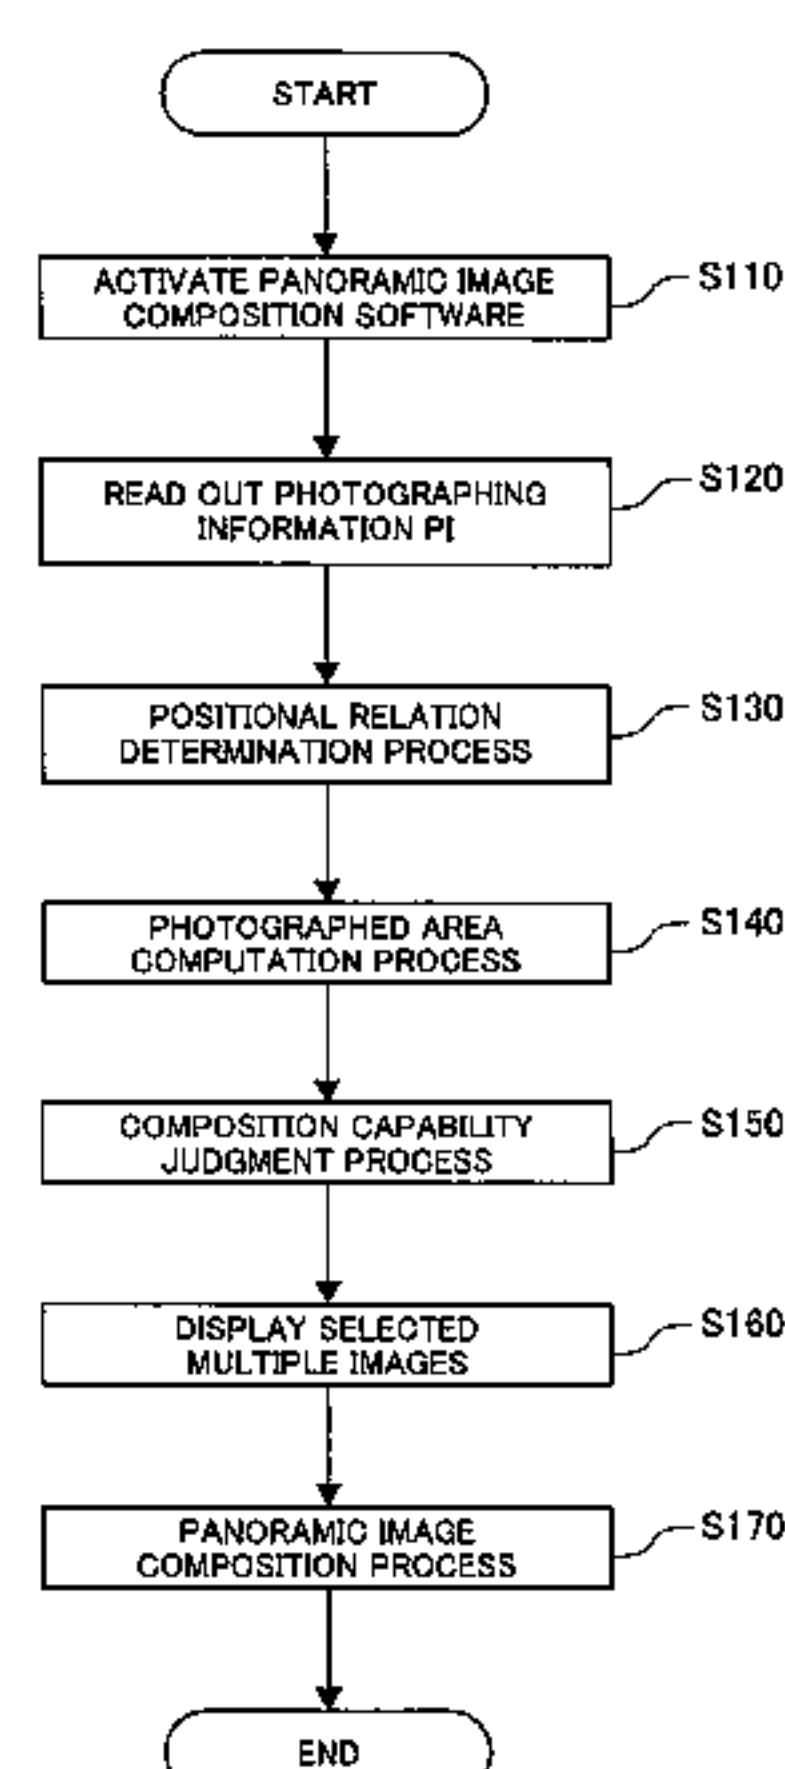 START
ACTIVATE PANORAMIC IMAGE
COMPOSITION SOFTWARE
S110
READ OUT PHOTOGRAPHING
INFORMATION PI
S120
POSITIONAL RELATION
DETERMINATION PROCESS
S130
PHOTOGRAPHED AREA
COMPUTATION PROCESS
S140
COMPOSITION CAPABILITY
JUDGMENT PROCESS
S150
DISPLAY SELECTED
MULTIPLE IMAGES
S160
PANORAMIC IMAGE
COMPOSITION PROCESS
S170
END